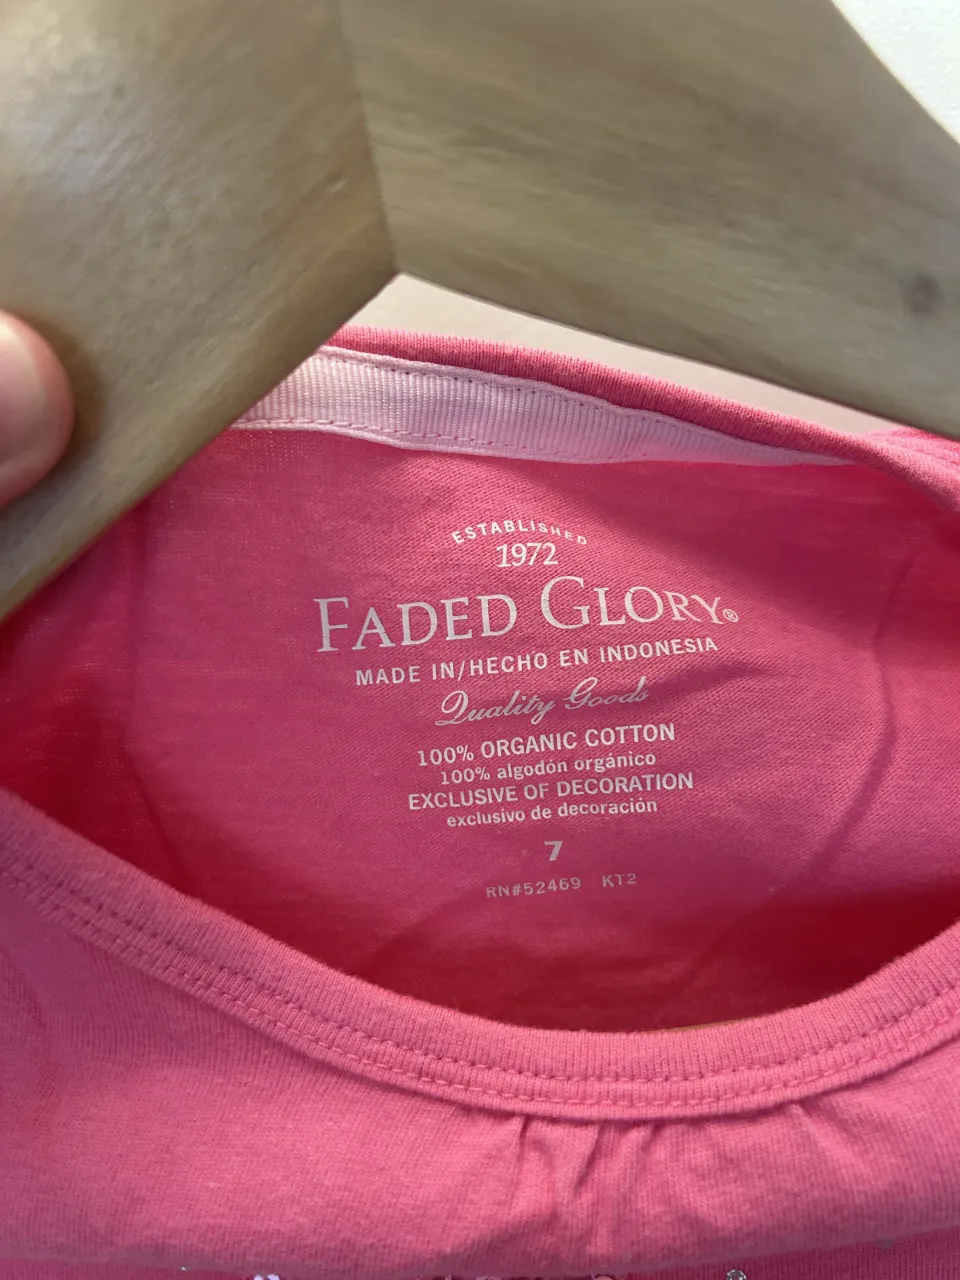 ESTABLISHED
1972
FADED GLORY®
MADE IN/HECHO EN INDONESIA
Quality Goods
100% ORGANIC COTTON
100% algodón orgánico
EXCLUSIVE OF DECORATION
exclusivo de decoración
7
RN#52469 KT2